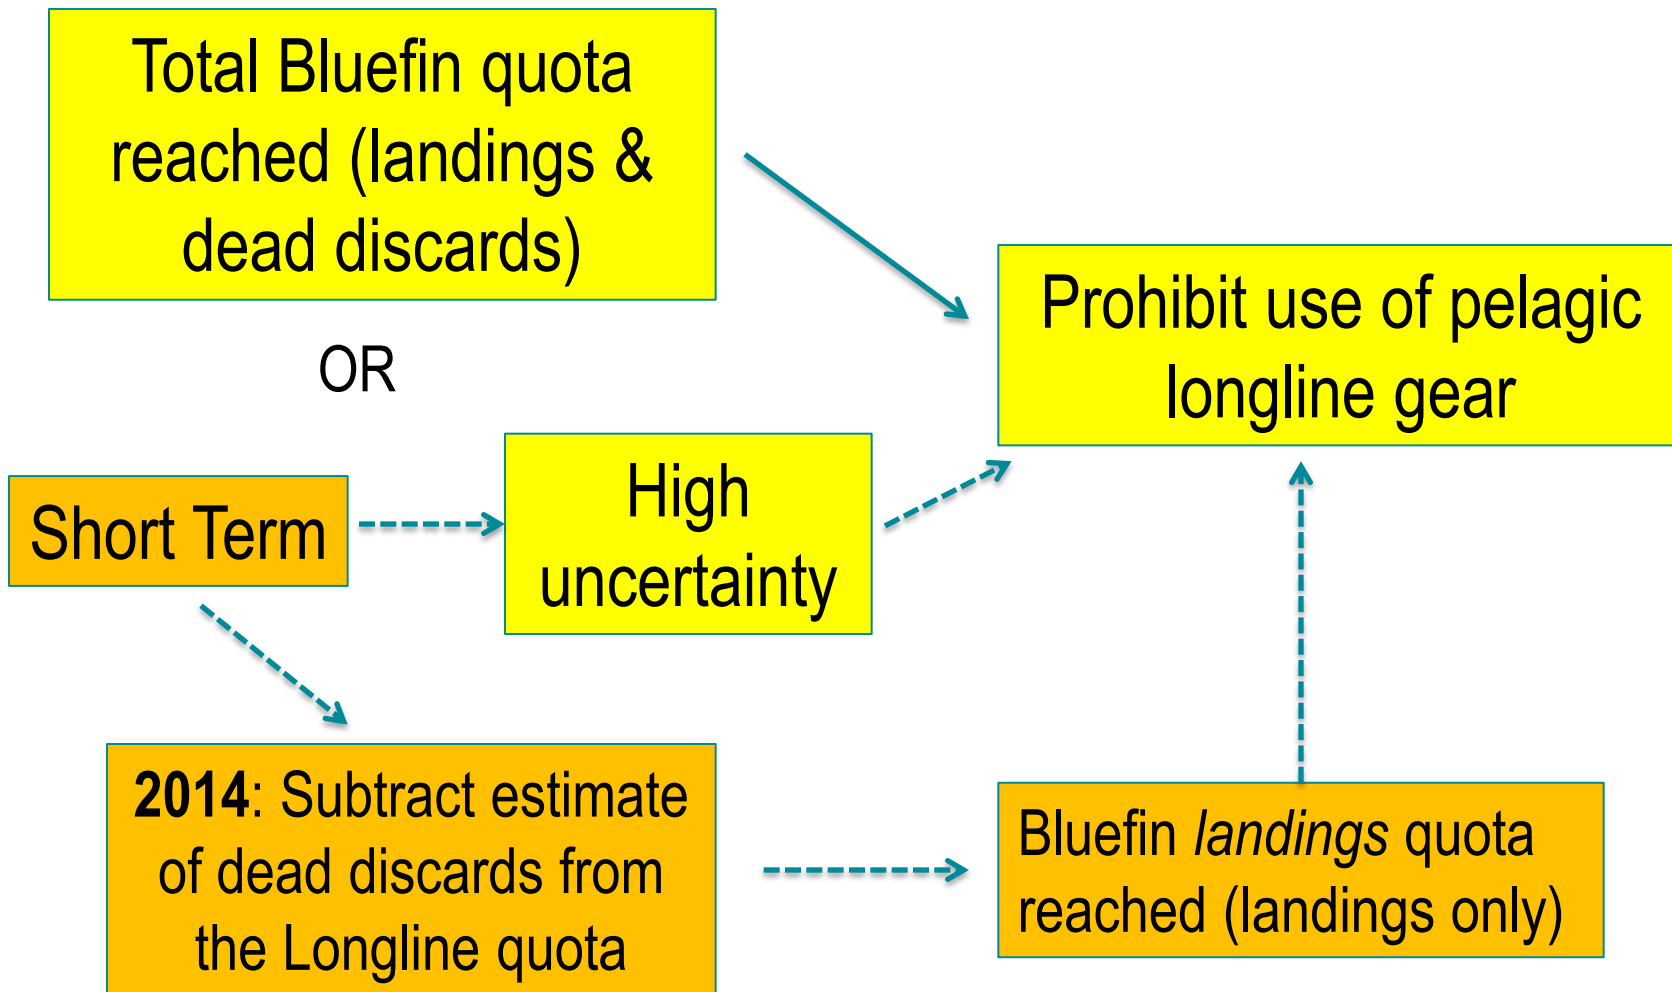 Total Bluefin quota
reached (landings &
dead discards)
Prohibit use of pelagic
longline gear
OR
High
uncertainty
Short Term
2014: Subtract estimate
of dead discards from
the Longline quota
Bluefin landings quota
reached (landings only)